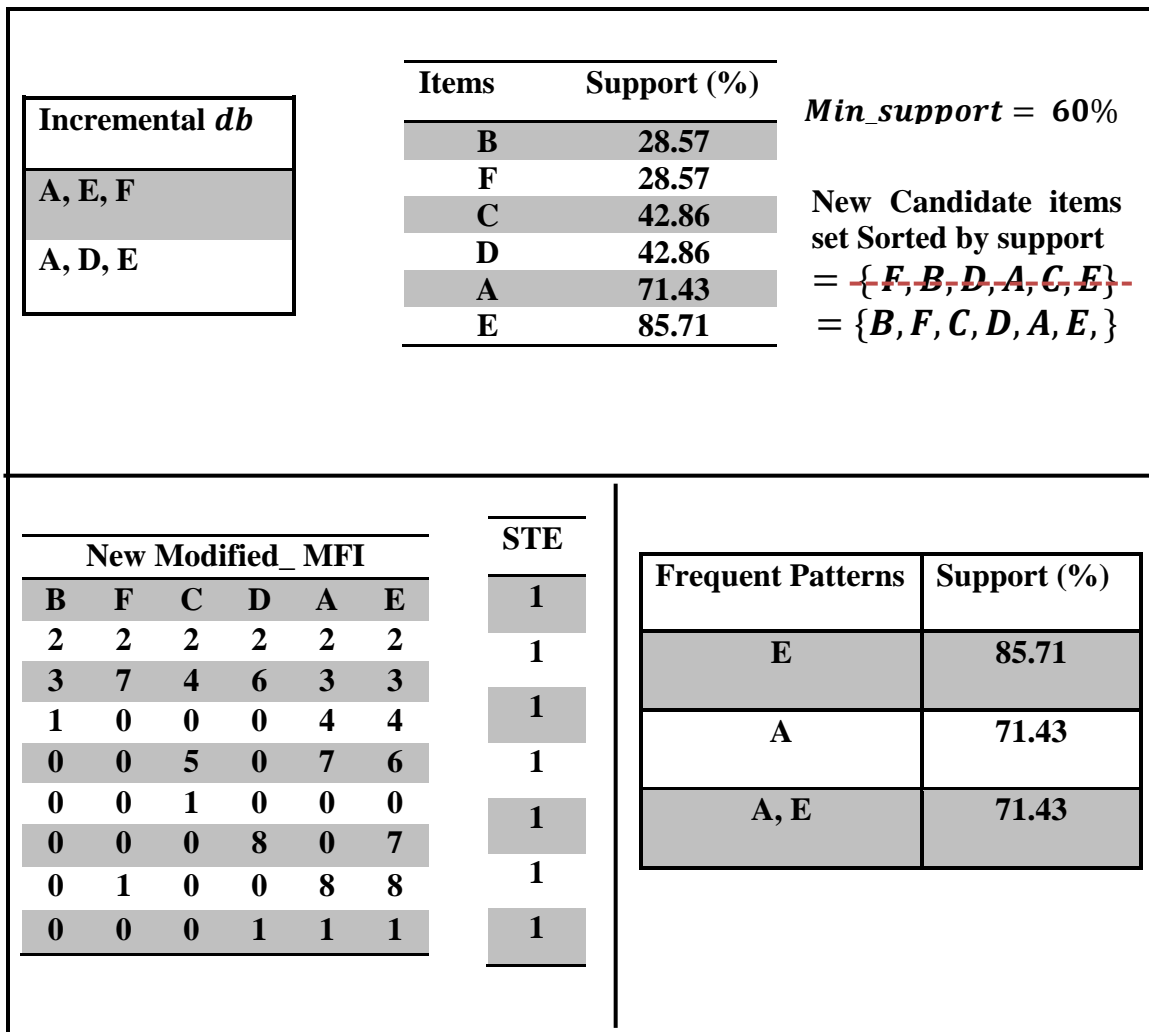 Incremental db
A, E, F
A, D, E
Items Support (%)
B 28.57
F 28.57
C 42.86
D 42.86
A 71.43
E 85.71
Min_support = 60%
New Candidate items
set Sorted by support
= { F, B, D, A, C, E}
= {B, F, C, D, A, E, }
New Modified_ MFI
B F C D A E
2 2 2 2 2 2
3 7 4 6 3 3
1 0 0 0 4 4
0 0 5 0 7 6
0 0 1 0 0 0
0 0 0 8 0 7
0 1 0 0 8 8
0 0 0 1 1 1
STE
1
1
1
1
1
1
1
Frequent Patterns Support (%)
E 85.71
A 71.43
A, E 71.43